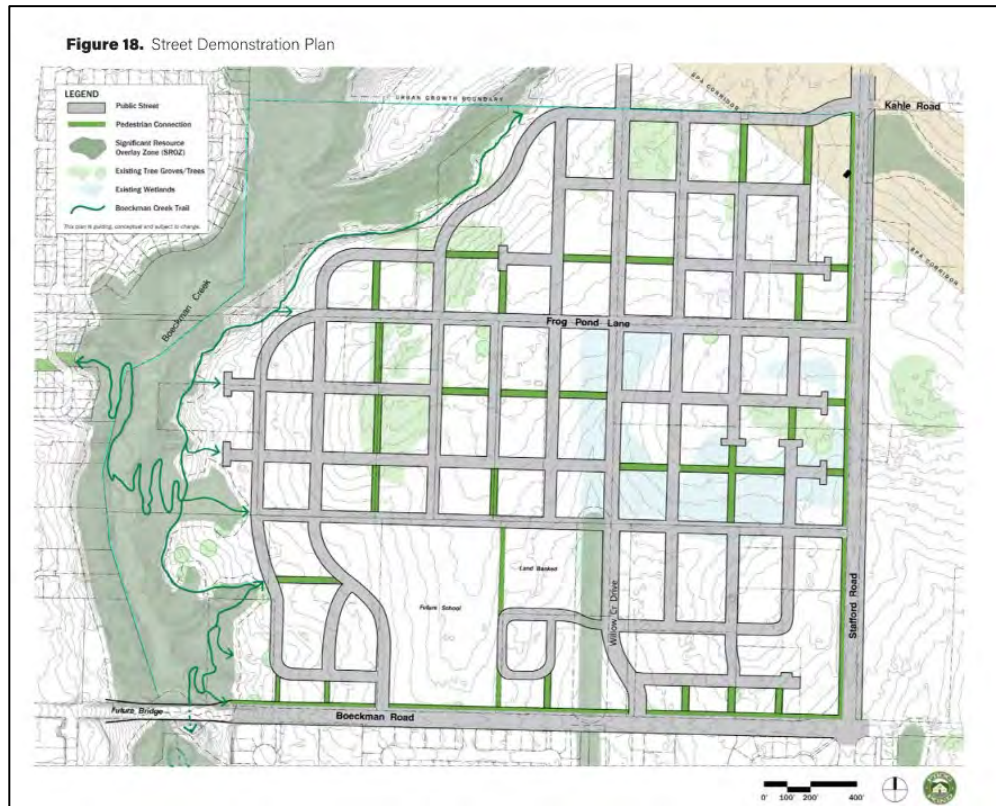 Figure 18. Street Demonstration Plan
LEGEND
Public Street
Pedestrian Connection
Significant Resource
Overlay Zone (SROZ)
Existing Tree Groves/Trees
Existing Wetlands
Boeckman Creek Trail
This plan is guiding, conceptual and subject to change.
URBAN GROWTH BOUNDARY
BPA CORRIDOR
Kahle Road
BPA CORRIDOR
Boeckman Creek
Frog Pond Lane
Land Banked
Future School
Willow Cr Drive
Stafford Road
Future Bridge
Boeckman Road
0' 100' 200' 400'